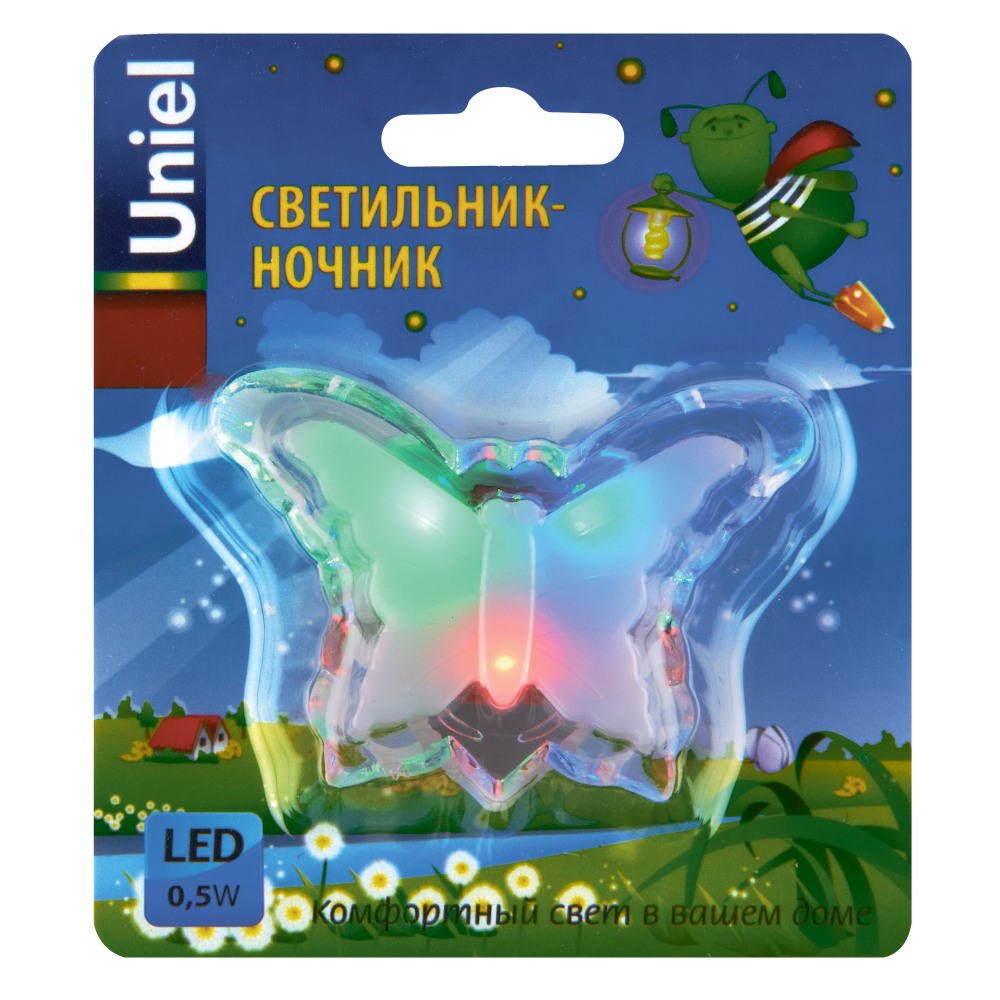 Uniel
СВЕТИЛЬНИК-
НОЧНИК
LED
0,5W
Комфортный свет в вашем доме